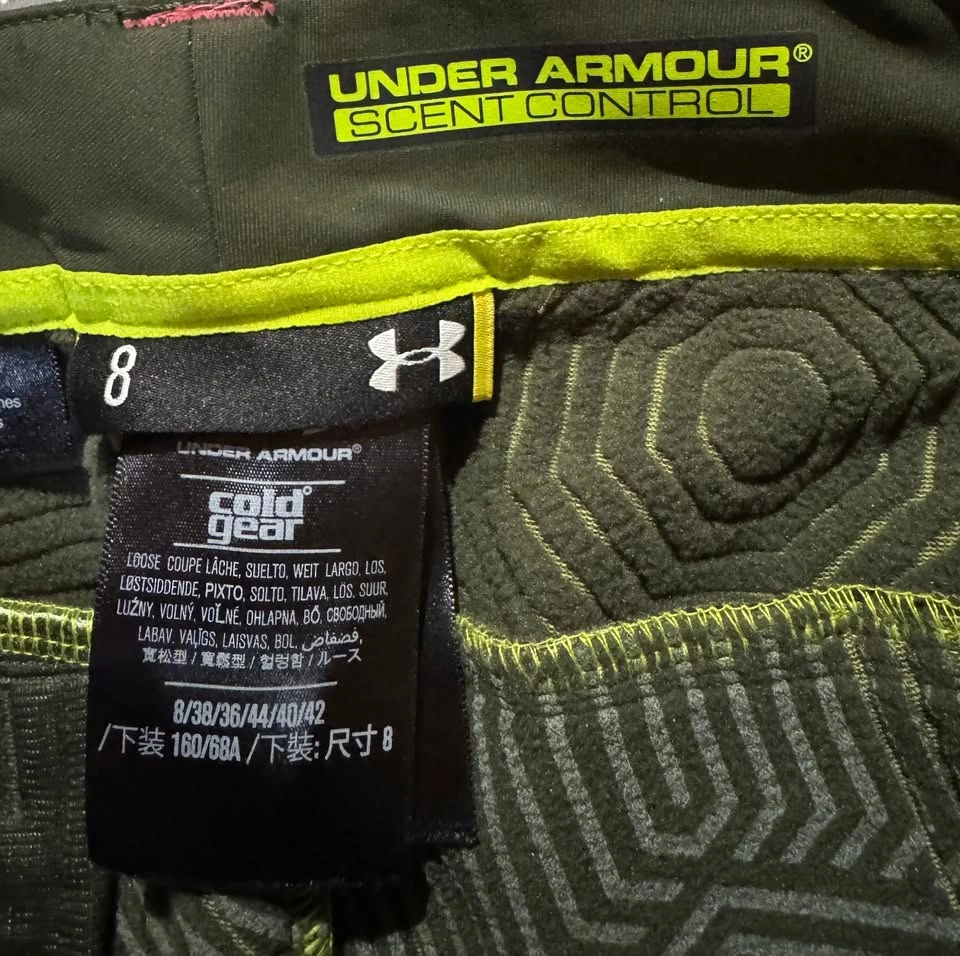 UNDER ARMOUR®
SCENT CONTROL
8
UNDER ARMOUR®
cold°
gear
LOOSE COUPE LÂCHE, SUELTO, WEIT LARGO, LOS,
LØSTSIDDENDE, PIXTO, SOLTO, TILAVA, LÖS, SUUR,
LUŹNY, VOLNÝ, VOĽNÉ, OHLAPNA, BŐ, СВОБОДНЫЙ,
LABAV, VALĪGS, LAISVAS, BOL, فضفاض,
寬松型 / 寬鬆型 / 헐렁함 / ルース
8/38/36/44/40/42
/下装 160/68A /下裝: 尺寸 8